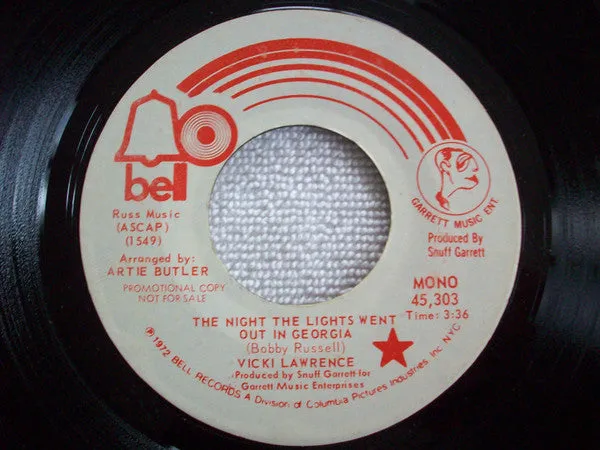 bell
Russ Music
(ASCAP)
(1549)
Arranged by:
ARTIE BUTLER
PROMOTIONAL COPY
NOT FOR SALE
GARRETT MUSIC ENT.
Produced By
Snuff Garrett
MONO
45,303
Time: 3:36
THE NIGHT THE LIGHTS WENT
OUT IN GEORGIA
(Bobby Russell)
VICKI LAWRENCE
Produced by Snuff Garrett for
Garrett Music Enterprises
℗1972 BELL RECORDS A Division of Columbia Pictures Industries, Inc. N.Y.C.